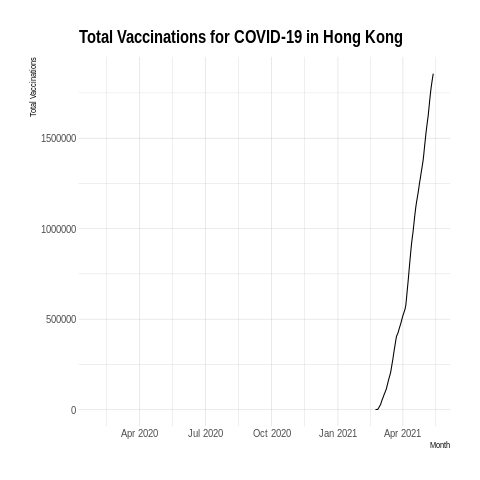 Total Vaccinations for COVID-19 in Hong Kong
Total Vaccinations
1500000
1000000
500000
0
Apr 2020 Jul 2020 Oct 2020 Jan 2021 Apr 2021
Month